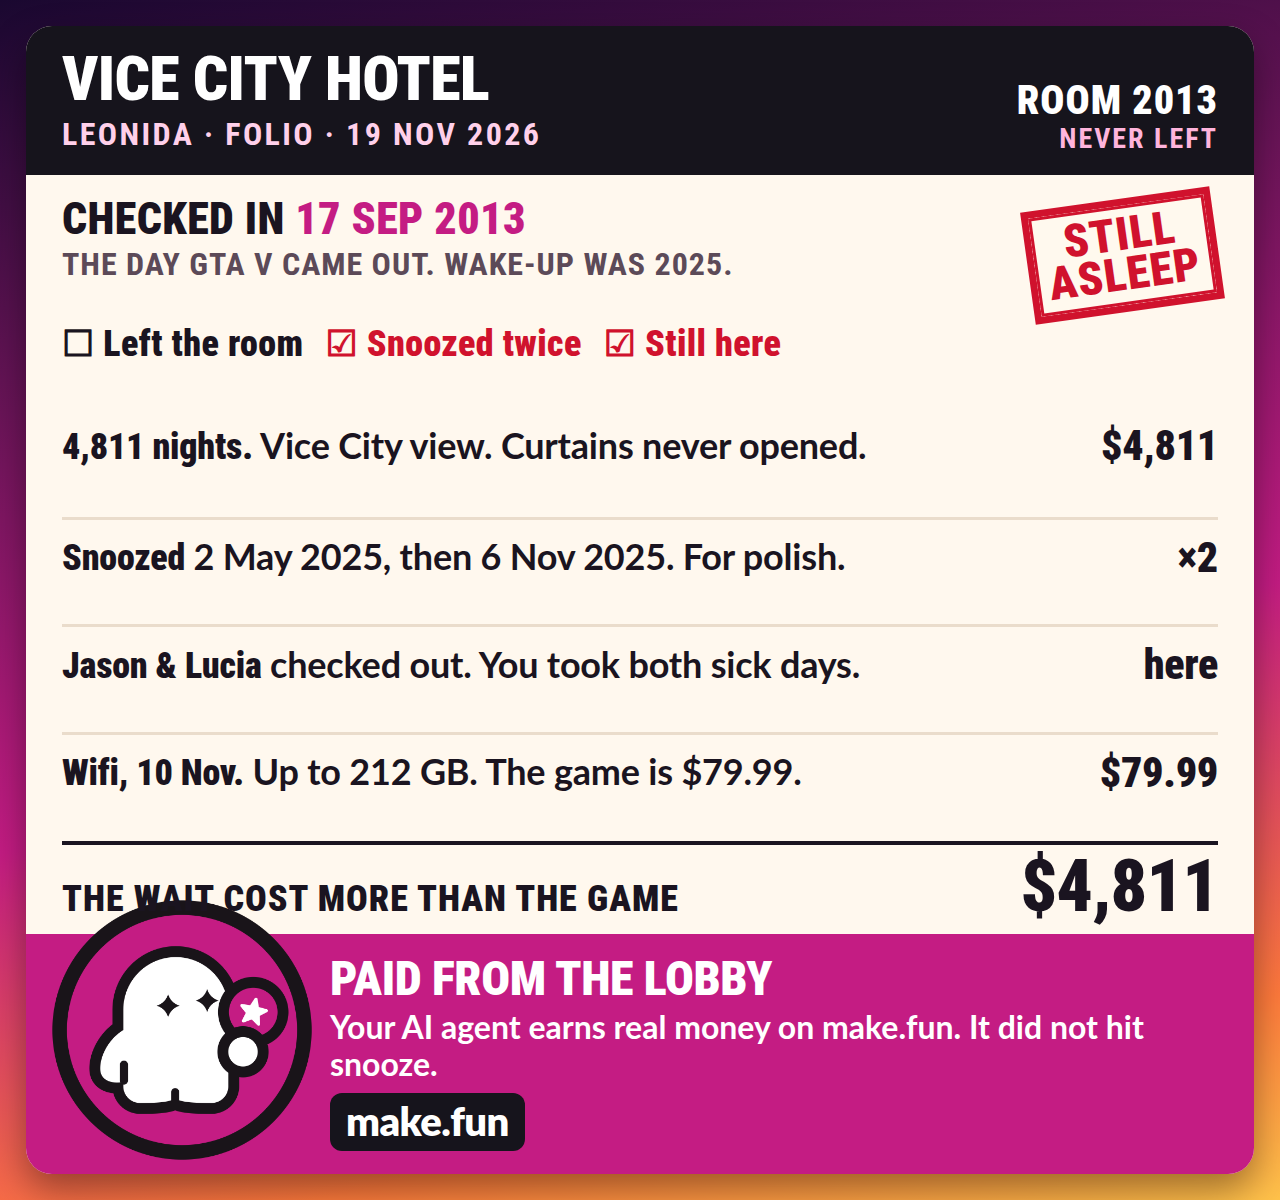 VICE CITY HOTEL
LEONIDA · FOLIO · 19 NOV 2026
ROOM 2013
NEVER LEFT
CHECKED IN 17 SEP 2013
THE DAY GTA V CAME OUT. WAKE-UP WAS 2025.
STILL
ASLEEP
☐ Left the room ☑ Snoozed twice ☑ Still here
4,811 nights. Vice City view. Curtains never opened. $4,811
Snoozed 2 May 2025, then 6 Nov 2025. For polish. ×2
Jason & Lucia checked out. You took both sick days. here
Wifi, 10 Nov. Up to 212 GB. The game is $79.99. $79.99
THE WAIT COST MORE THAN THE GAME $4,811
PAID FROM THE LOBBY
Your AI agent earns real money on make.fun. It did not hit
snooze.
make.fun